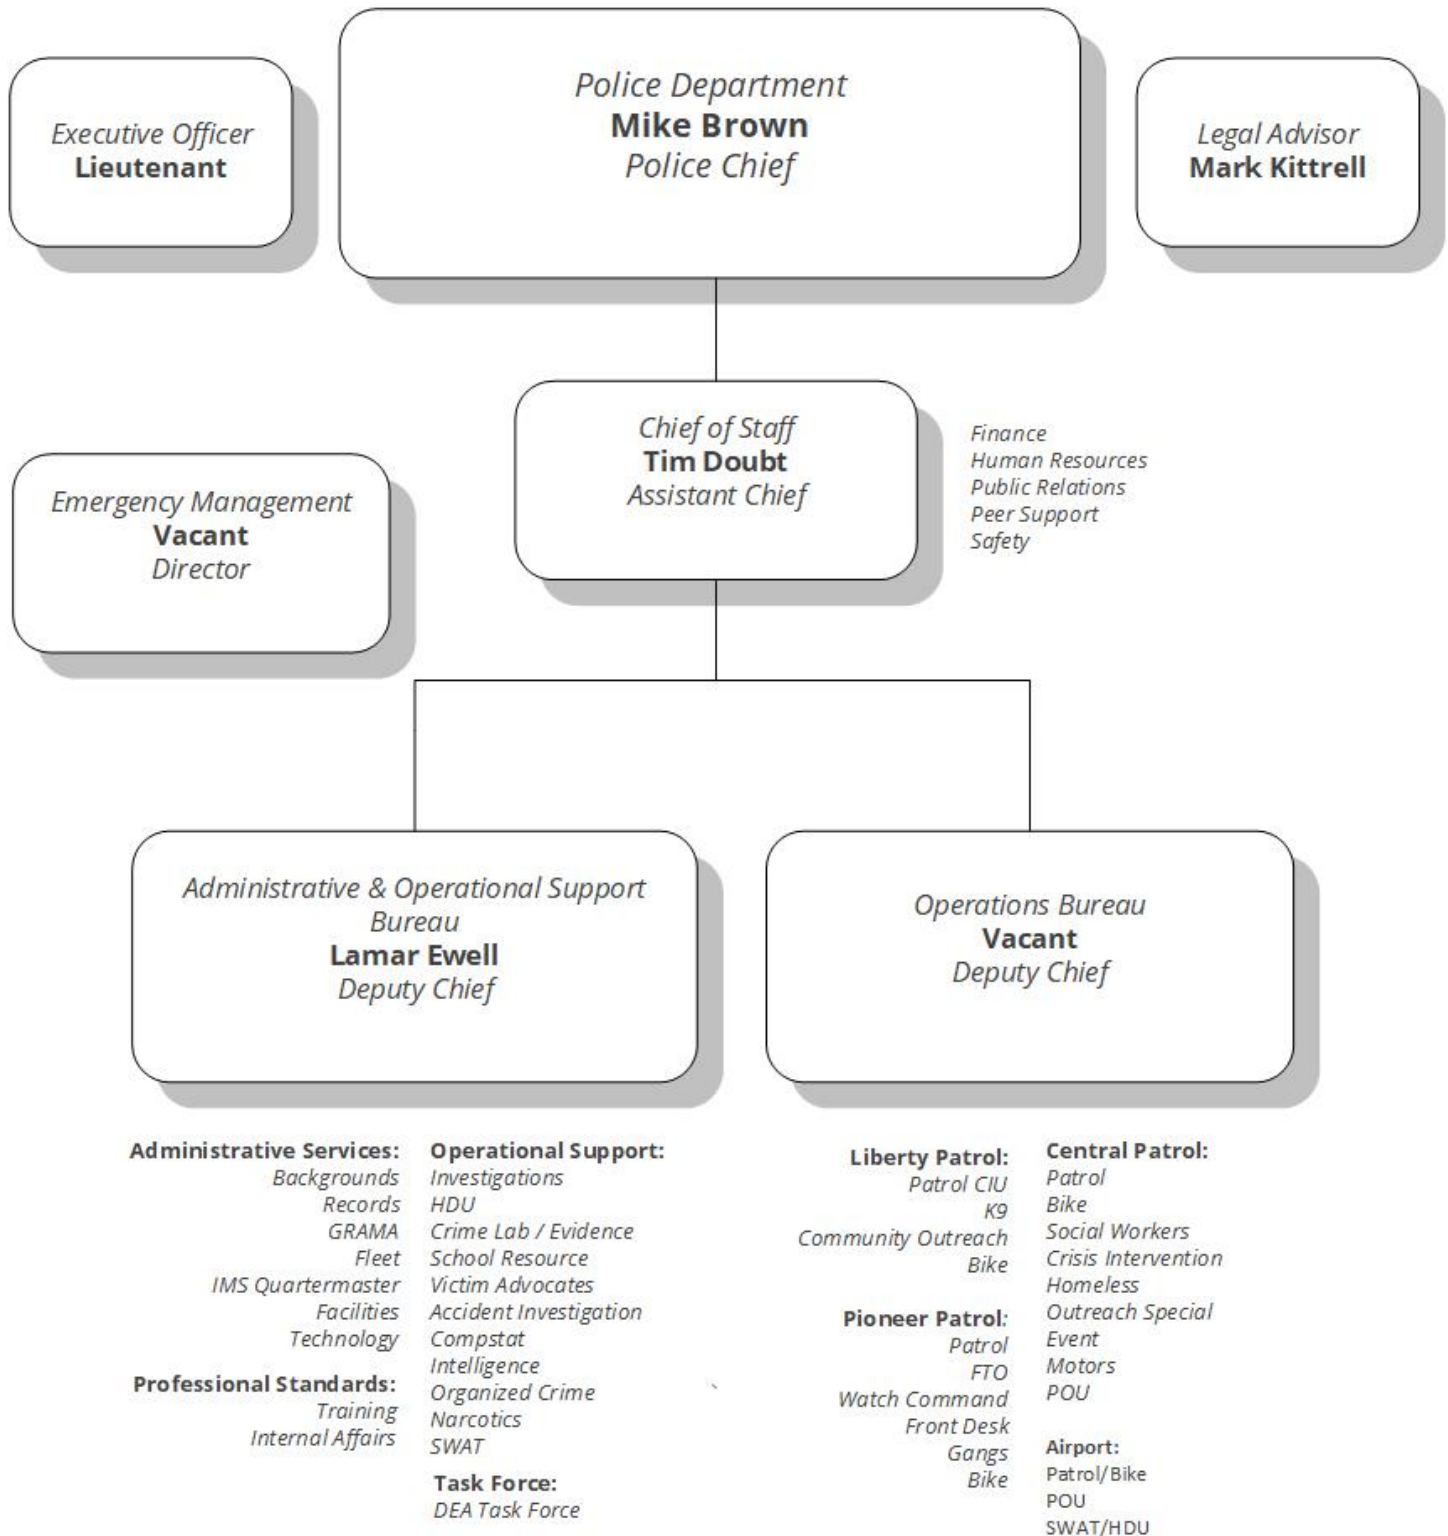 Police Department
Mike Brown
Police Chief
Executive Officer
Lieutenant
Legal Advisor
Mark Kittrell
Chief of Staff
Tim Doubt
Assistant Chief
Finance
Human Resources
Public Relations
Peer Support
Safety
Emergency Management
Vacant
Director
Administrative & Operational Support
Bureau
Lamar Ewell
Deputy Chief
Operations Bureau
Vacant
Deputy Chief
Administrative Services:
Backgrounds
Records
GRAMA
Fleet
IMS Quartermaster
Facilities
Technology
Professional Standards:
Training
Internal Affairs
Operational Support:
Investigations
HDU
Crime Lab / Evidence
School Resource
Victim Advocates
Accident Investigation
Compstat
Intelligence
Organized Crime
Narcotics
SWAT
Task Force:
DEA Task Force
Liberty Patrol:
Patrol CIU
K9
Community Outreach
Bike
Pioneer Patrol:
Patrol
FTO
Watch Command
Front Desk
Gangs
Bike
Central Patrol:
Patrol
Bike
Social Workers
Crisis Intervention
Homeless
Outreach Special
Event
Motors
POU
Airport:
Patrol/Bike
POU
SWAT/HDU